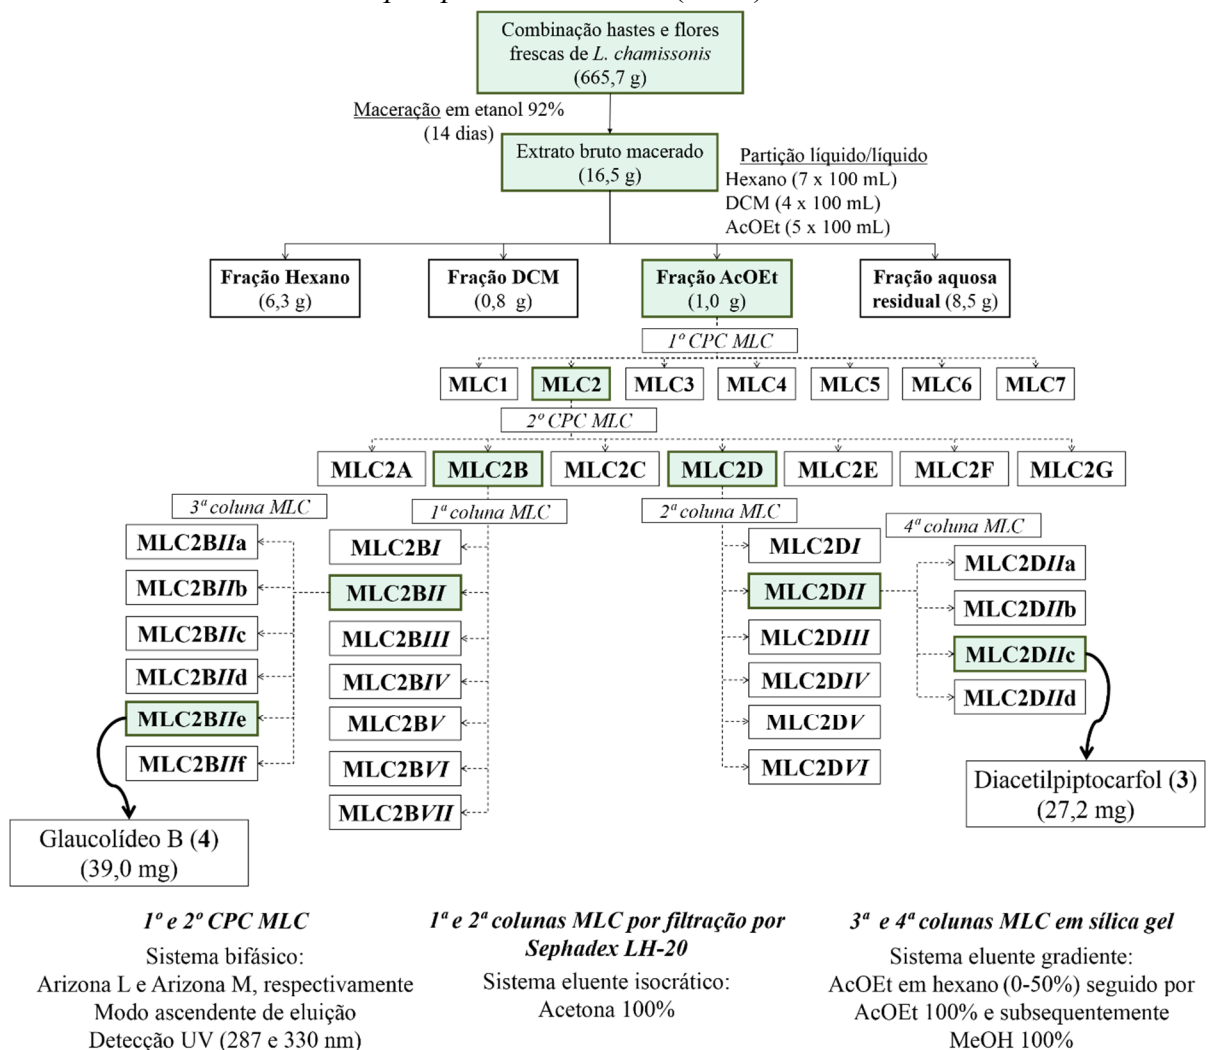 Combinação hastes e flores
frescas de L. chamissonis
(665,7 g)
Maceração em etanol 92%
(14 dias)
Extrato bruto macerado
(16,5 g)
Partição líquido/líquido
Hexano (7 x 100 mL)
DCM (4 x 100 mL)
AcOEt (5 x 100 mL)
Fração Hexano
(6,3 g)
Fração DCM
(0,8 g)
Fração AcOEt
(1,0 g)
Fração aquosa
residual (8,5 g)
1º CPC MLC
MLC1
MLC2
MLC3
MLC4
MLC5
MLC6
MLC7
2º CPC MLC
MLC2A
MLC2B
MLC2C
MLC2D
MLC2E
MLC2F
MLC2G
3ª coluna MLC
1ª coluna MLC
2ª coluna MLC
4ª coluna MLC
MLC2BIIa
MLC2BIIb
MLC2BIIc
MLC2BIId
MLC2BIIe
MLC2BIIf
MLC2BI
MLC2BII
MLC2BIII
MLC2BIV
MLC2BV
MLC2BVI
MLC2BVII
MLC2DI
MLC2DII
MLC2DIII
MLC2DIV
MLC2DV
MLC2DVI
MLC2DIIa
MLC2DIIb
MLC2DIIc
MLC2DIId
Glaucolídeo B (4)
(39,0 mg)
Diacetilpiptocarfol (3)
(27,2 mg)
1º e 2º CPC MLC
Sistema bifásico:
Arizona L e Arizona M, respectivamente
Modo ascendente de eluição
Detecção UV (287 e 330 nm)
1ª e 2ª colunas MLC por filtração por
Sephadex LH-20
Sistema eluente isocrático:
Acetona 100%
3ª e 4ª colunas MLC em sílica gel
Sistema eluente gradiente:
AcOEt em hexano (0-50%) seguido por
AcOEt 100% e subsequentemente
MeOH 100%